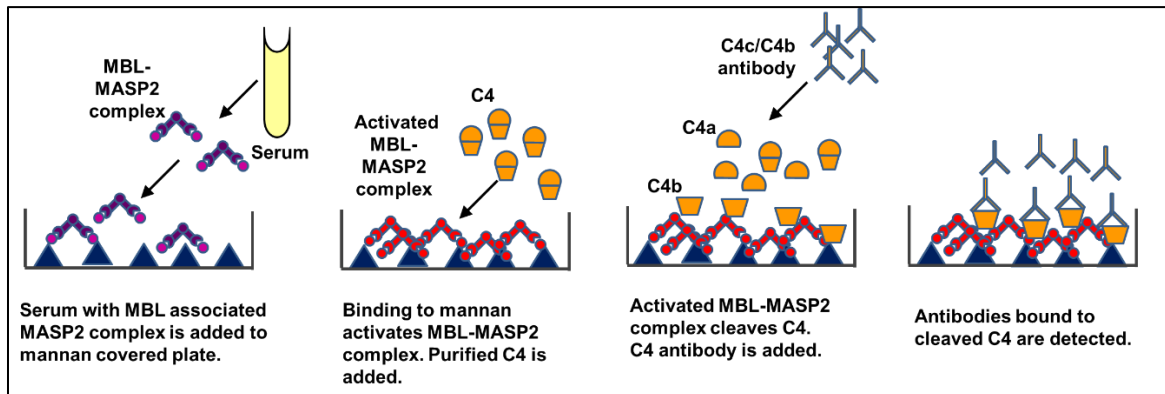 MBL-
MASP2
complex
Serum
Serum with MBL associated
MASP2 complex is added to
mannan covered plate.
C4
Activated
MBL-
MASP2
complex
Binding to mannan
activates MBL-MASP2
complex. Purified C4 is
added.
C4c/C4b
antibody
C4a
C4b
Activated MBL-MASP2
complex cleaves C4.
C4 antibody is added.
Antibodies bound to
cleaved C4 are detected.